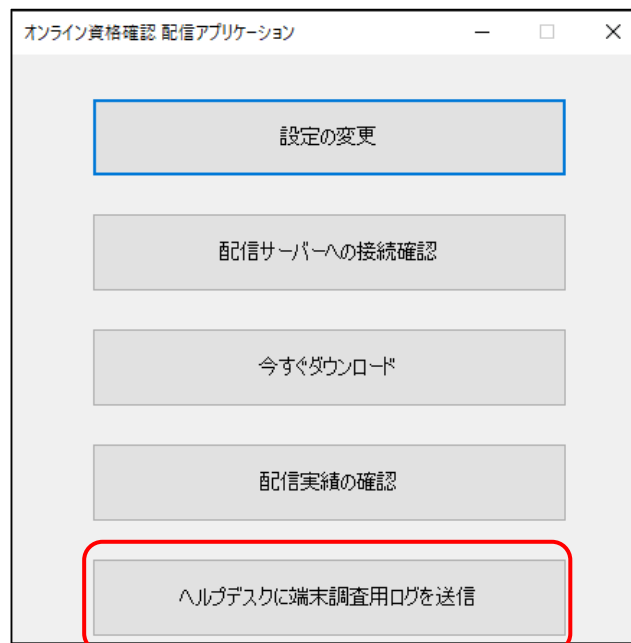 オンライン資格確認 配信アプリケーション
設定の変更
配信サーバーへの接続確認
今すぐダウンロード
配信実績の確認
ヘルプデスクに端末調査用ログを送信